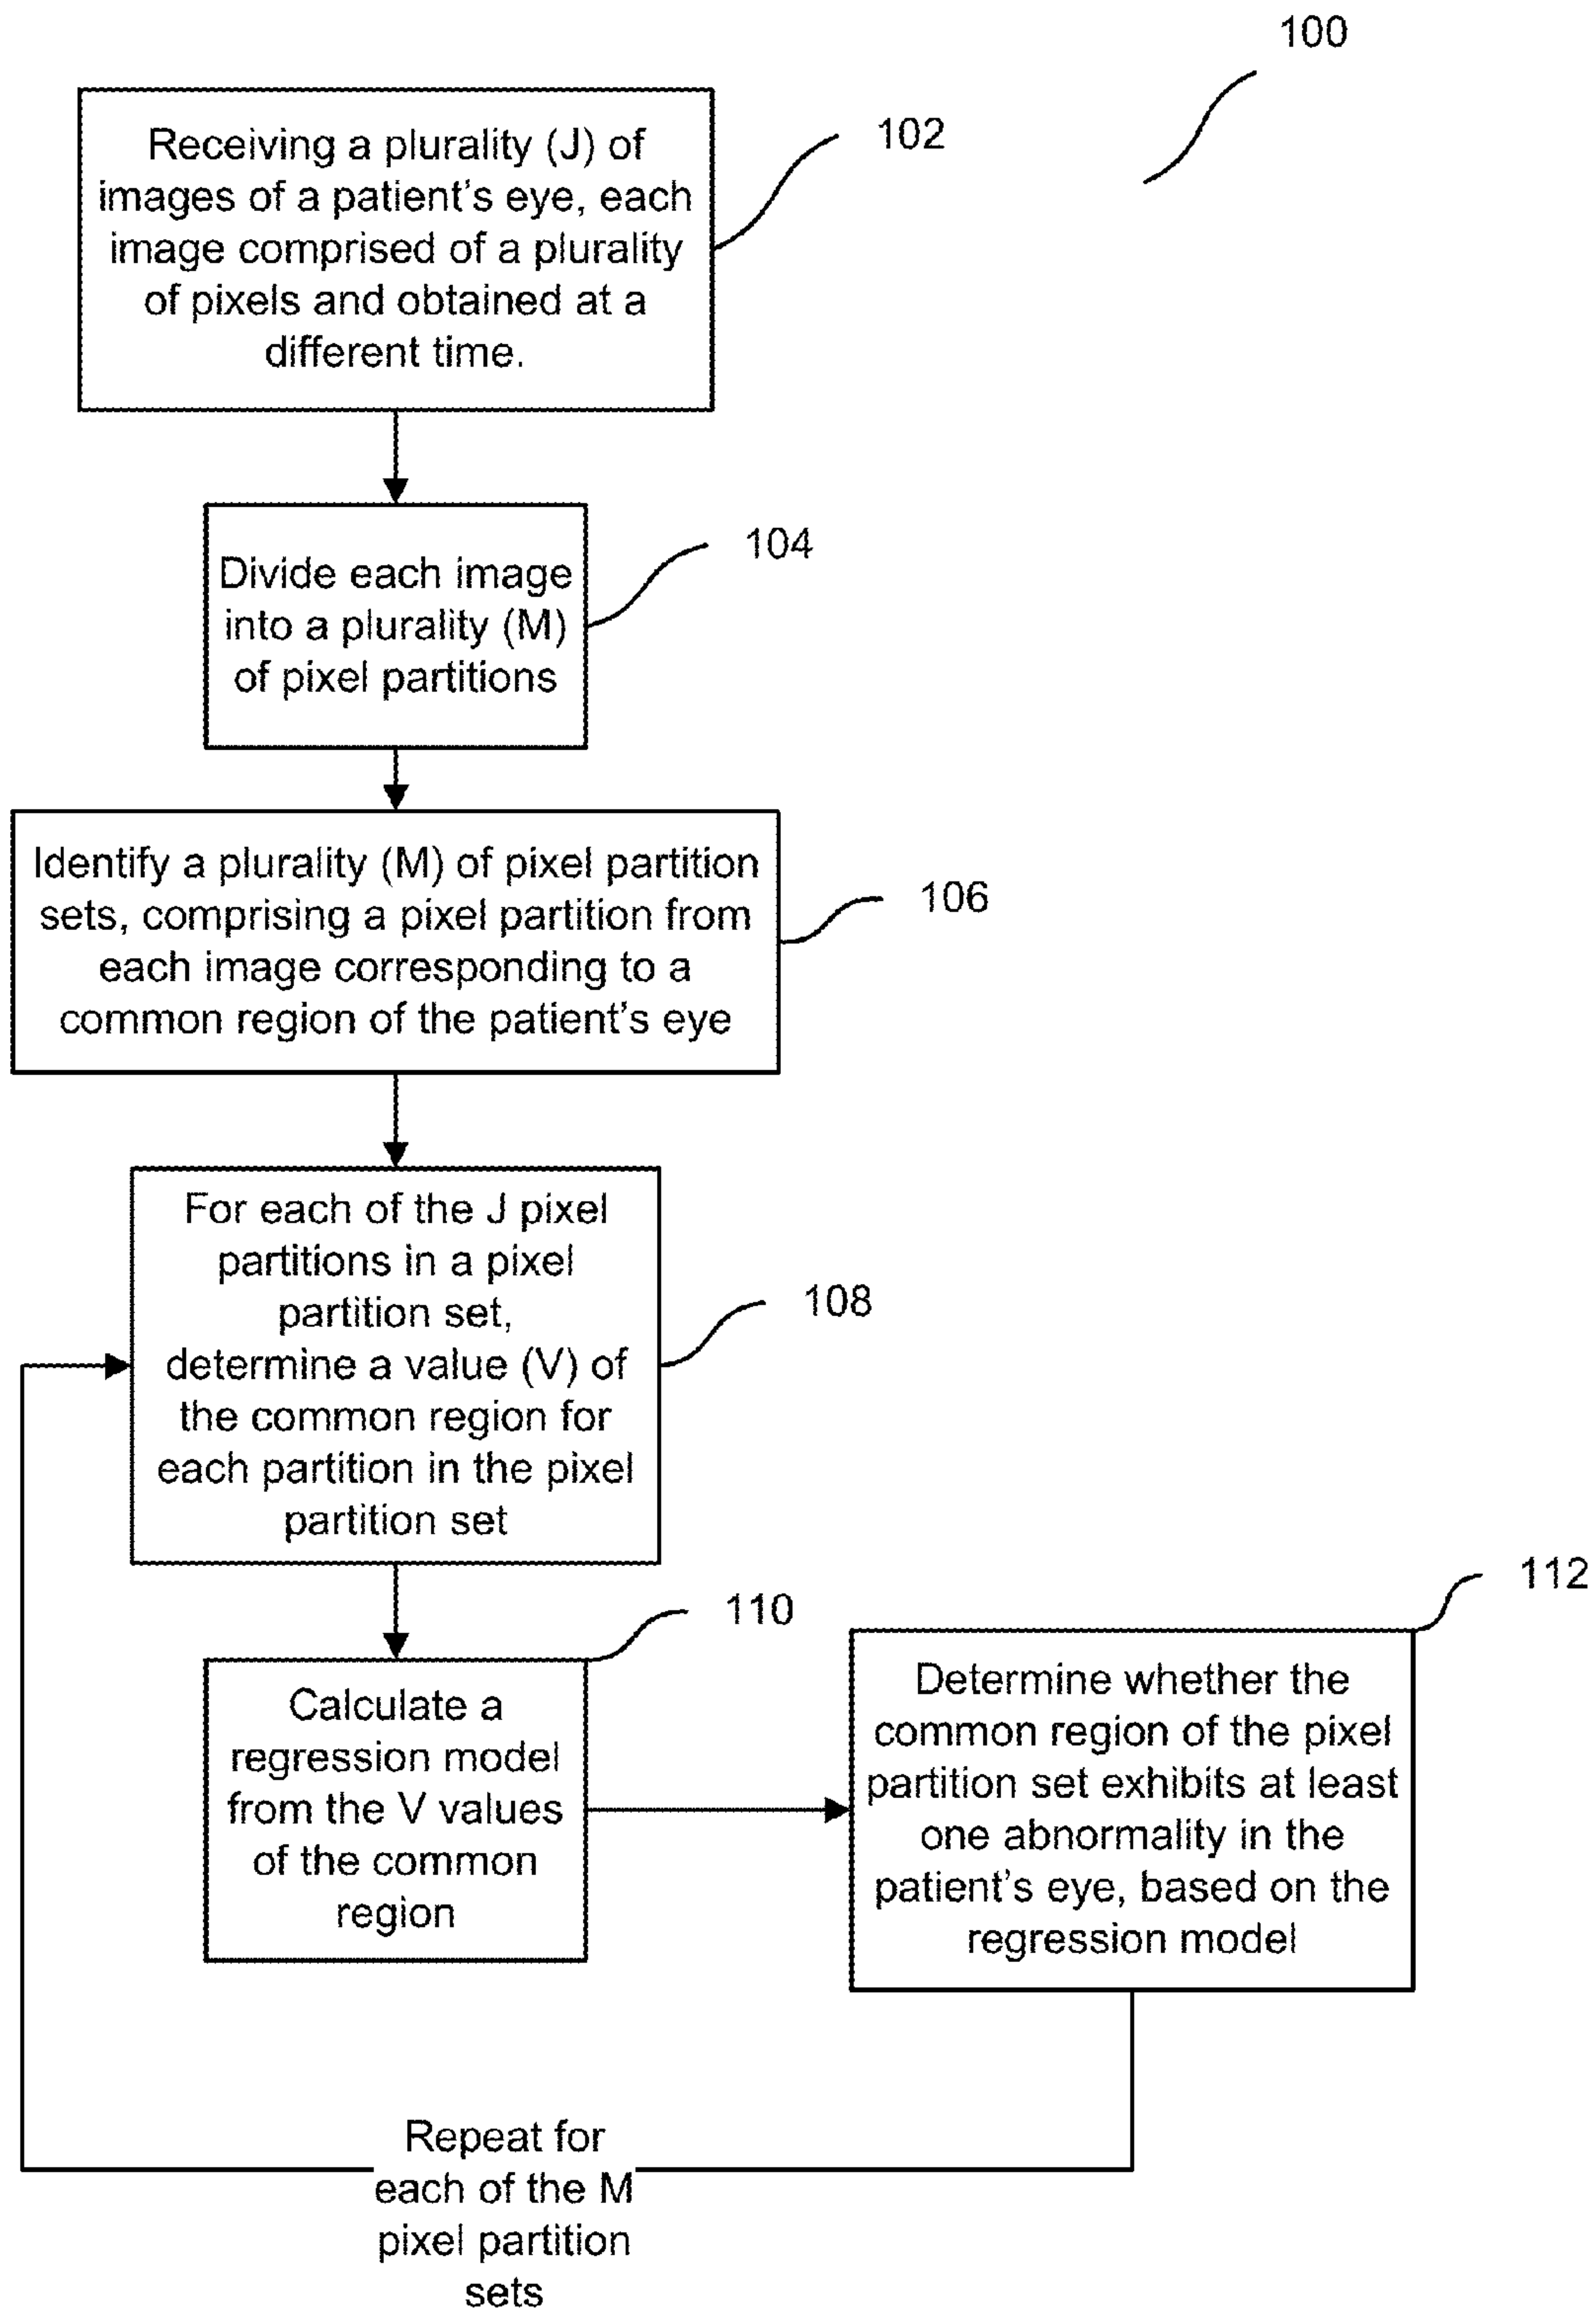 100
Receiving a plurality (J) of
images of a patient's eye, each
image comprised of a plurality
of pixels and obtained at a
different time.
102
Divide each image
into a plurality (M)
of pixel partitions
104
Identify a plurality (M) of pixel partition
sets, comprising a pixel partition from
each image corresponding to a
common region of the patient's eye
106
For each of the J pixel
partitions in a pixel
partition set,
determine a value (V) of
the common region for
each partition in the pixel
partition set
108
Calculate a
regression model
from the V values
of the common
region
110
Determine whether the
common region of the pixel
partition set exhibits at least
one abnormality in the
patient's eye, based on the
regression model
112
Repeat for
each of the M
pixel partition
sets